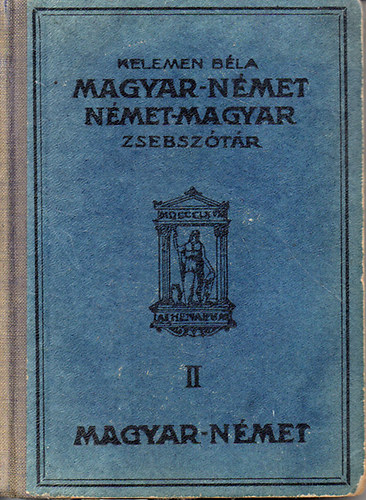 KELEMEN BÉLA
MAGYAR-NÉMET
NÉMET-MAGYAR
ZSEBSZÓTÁR
ATHENAEUM
II
MAGYAR-NÉMET